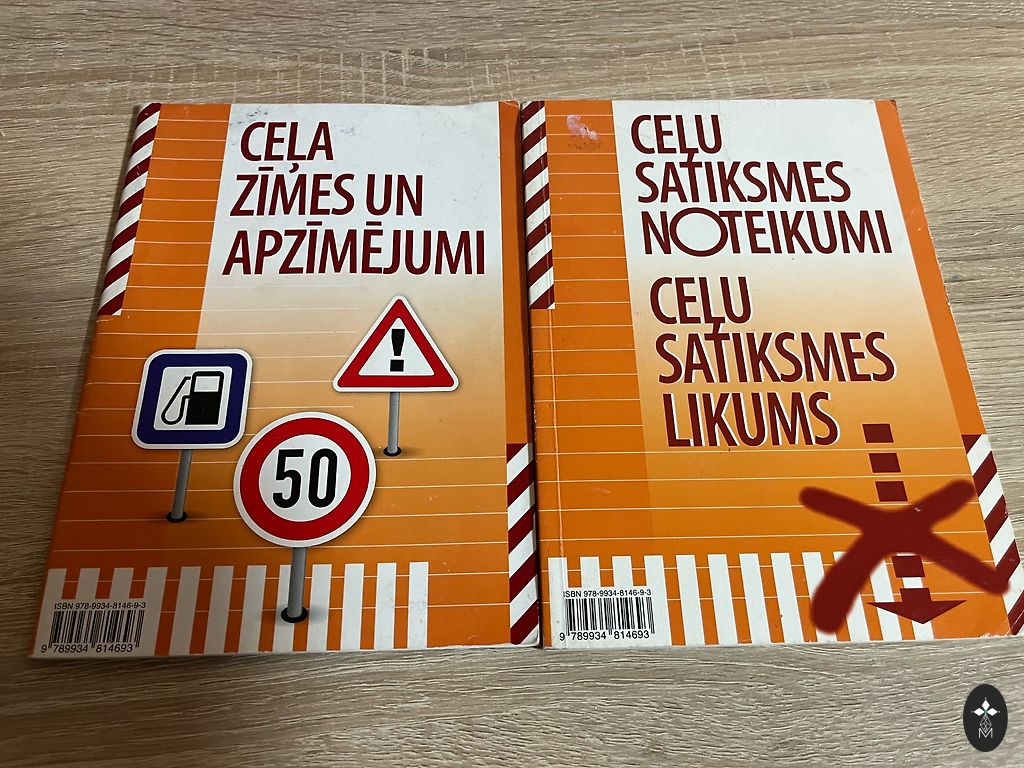 CEĻA
ZĪMES UN
APZĪMĒJUMI
!
50
ISBN 978-9934-8146-9-3
9 789934 814693
CEĻU
SATIKSMES
NOTEIKUMI
CEĻU
SATIKSMES
LIKUMS
ISBN 978-9934-8146-9-3
9 789934 814693
M